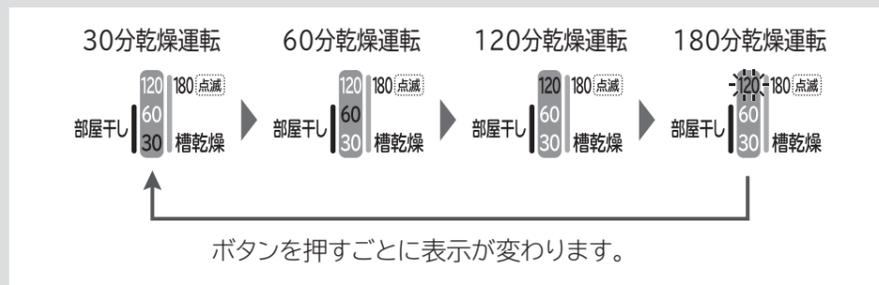 30分乾燥運転 60分乾燥運転 120分乾燥運転 180分乾燥運転
120 180 点滅 120 180 点滅 120 180 点滅 120 180 点滅
部屋干し 60 部屋干し 60 部屋干し 60 部屋干し 60
30 槽乾燥 30 槽乾燥 30 槽乾燥 30 槽乾燥
ボタンを押すごとに表示が変わります。